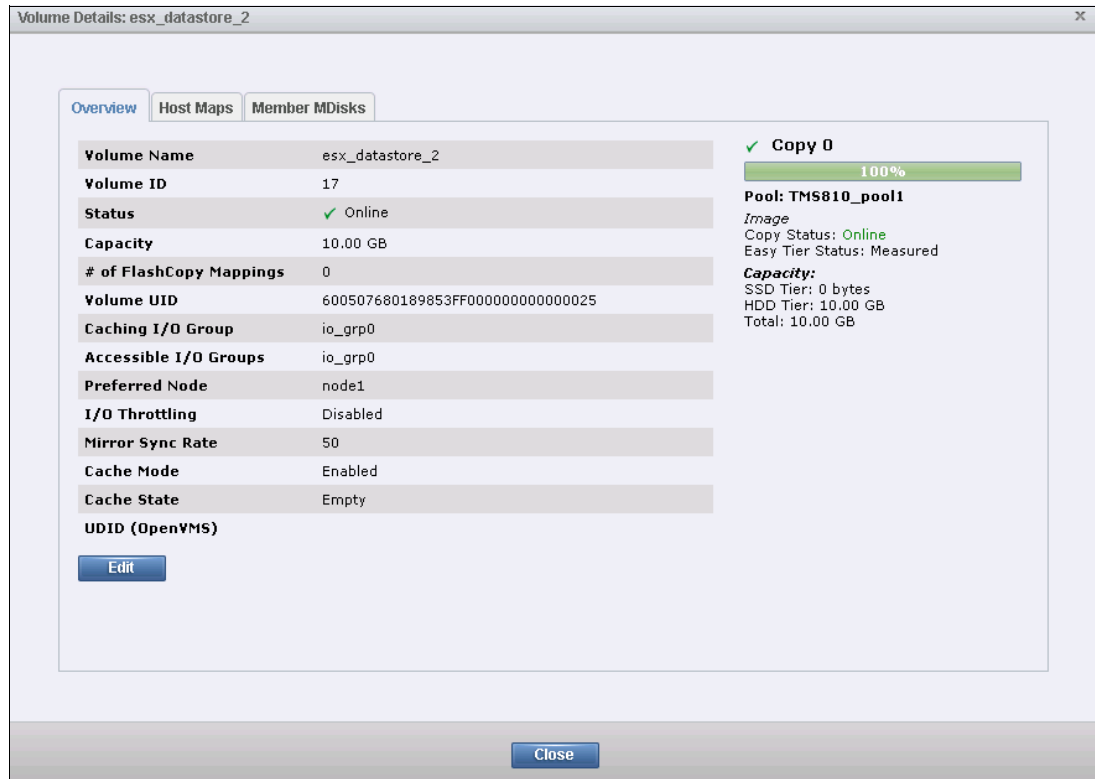 Volume Details: esx_datastore_2 x
Overview Host Maps Member MDisks
Volume Name esx_datastore_2
Volume ID 17
Status Online
Capacity 10.00 GB
# of FlashCopy Mappings 0
Volume UID 600507680189853FF000000000000025
Caching I/O Group io_grp0
Accessible I/O Groups io_grp0
Preferred Node node1
I/O Throttling Disabled
Mirror Sync Rate 50
Cache Mode Enabled
Cache State Empty
UDID (OpenVMS)
Edit
Copy 0
100%
Pool: TMS810_pool1
Image
Copy Status: Online
Easy Tier Status: Measured
Capacity:
SSD Tier: 0 bytes
HDD Tier: 10.00 GB
Total: 10.00 GB
Close